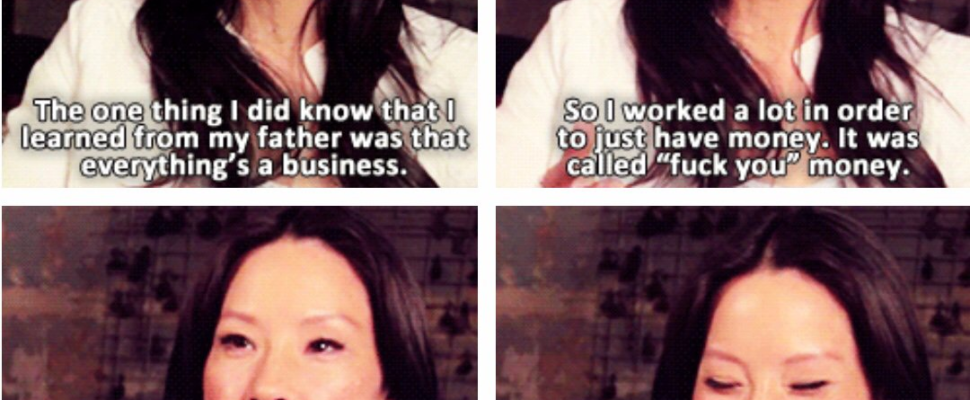 The one thing I did know that I
learned from my father was that
everything's a business.
So I worked a lot in order
to just have money. It was
called “fuck you” money.